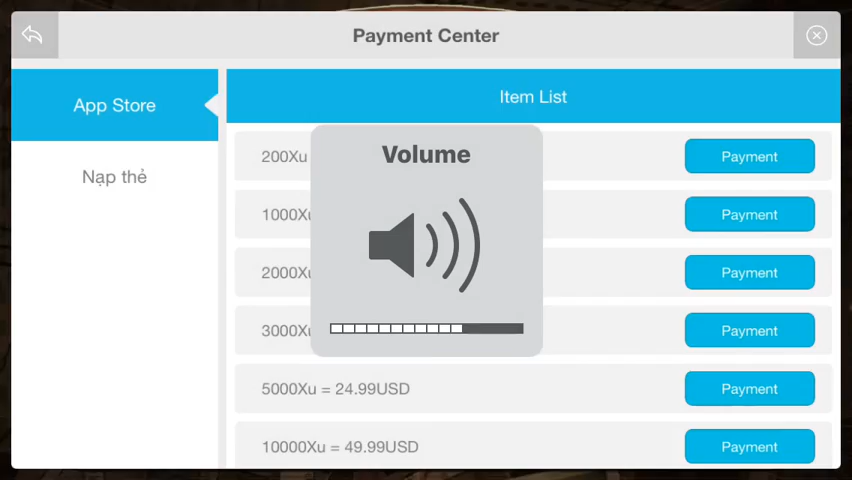 Payment Center
App Store
Nạp thẻ
Item List
200Xu
Payment
1000Xu
Payment
2000Xu
Payment
3000Xu
Payment
5000Xu = 24.99USD
Payment
10000Xu = 49.99USD
Payment
Volume